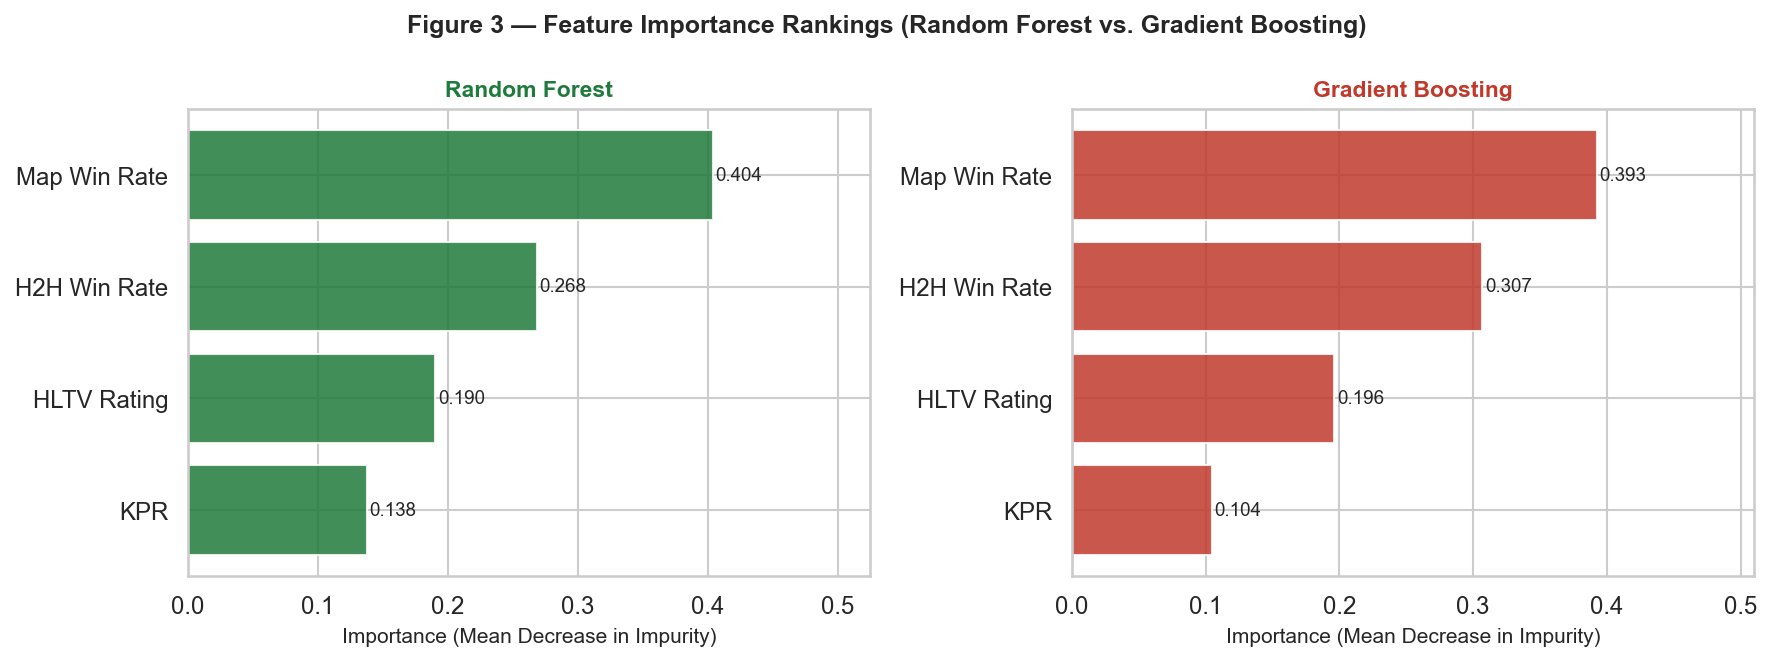 Figure 3 — Feature Importance Rankings (Random Forest vs. Gradient Boosting)
Random Forest
Map Win Rate
0.404
H2H Win Rate
0.268
HLTV Rating
0.190
KPR
0.138
0.0 0.1 0.2 0.3 0.4 0.5
Importance (Mean Decrease in Impurity)
Gradient Boosting
Map Win Rate
0.393
H2H Win Rate
0.307
HLTV Rating
0.196
KPR
0.104
0.0 0.1 0.2 0.3 0.4 0.5
Importance (Mean Decrease in Impurity)